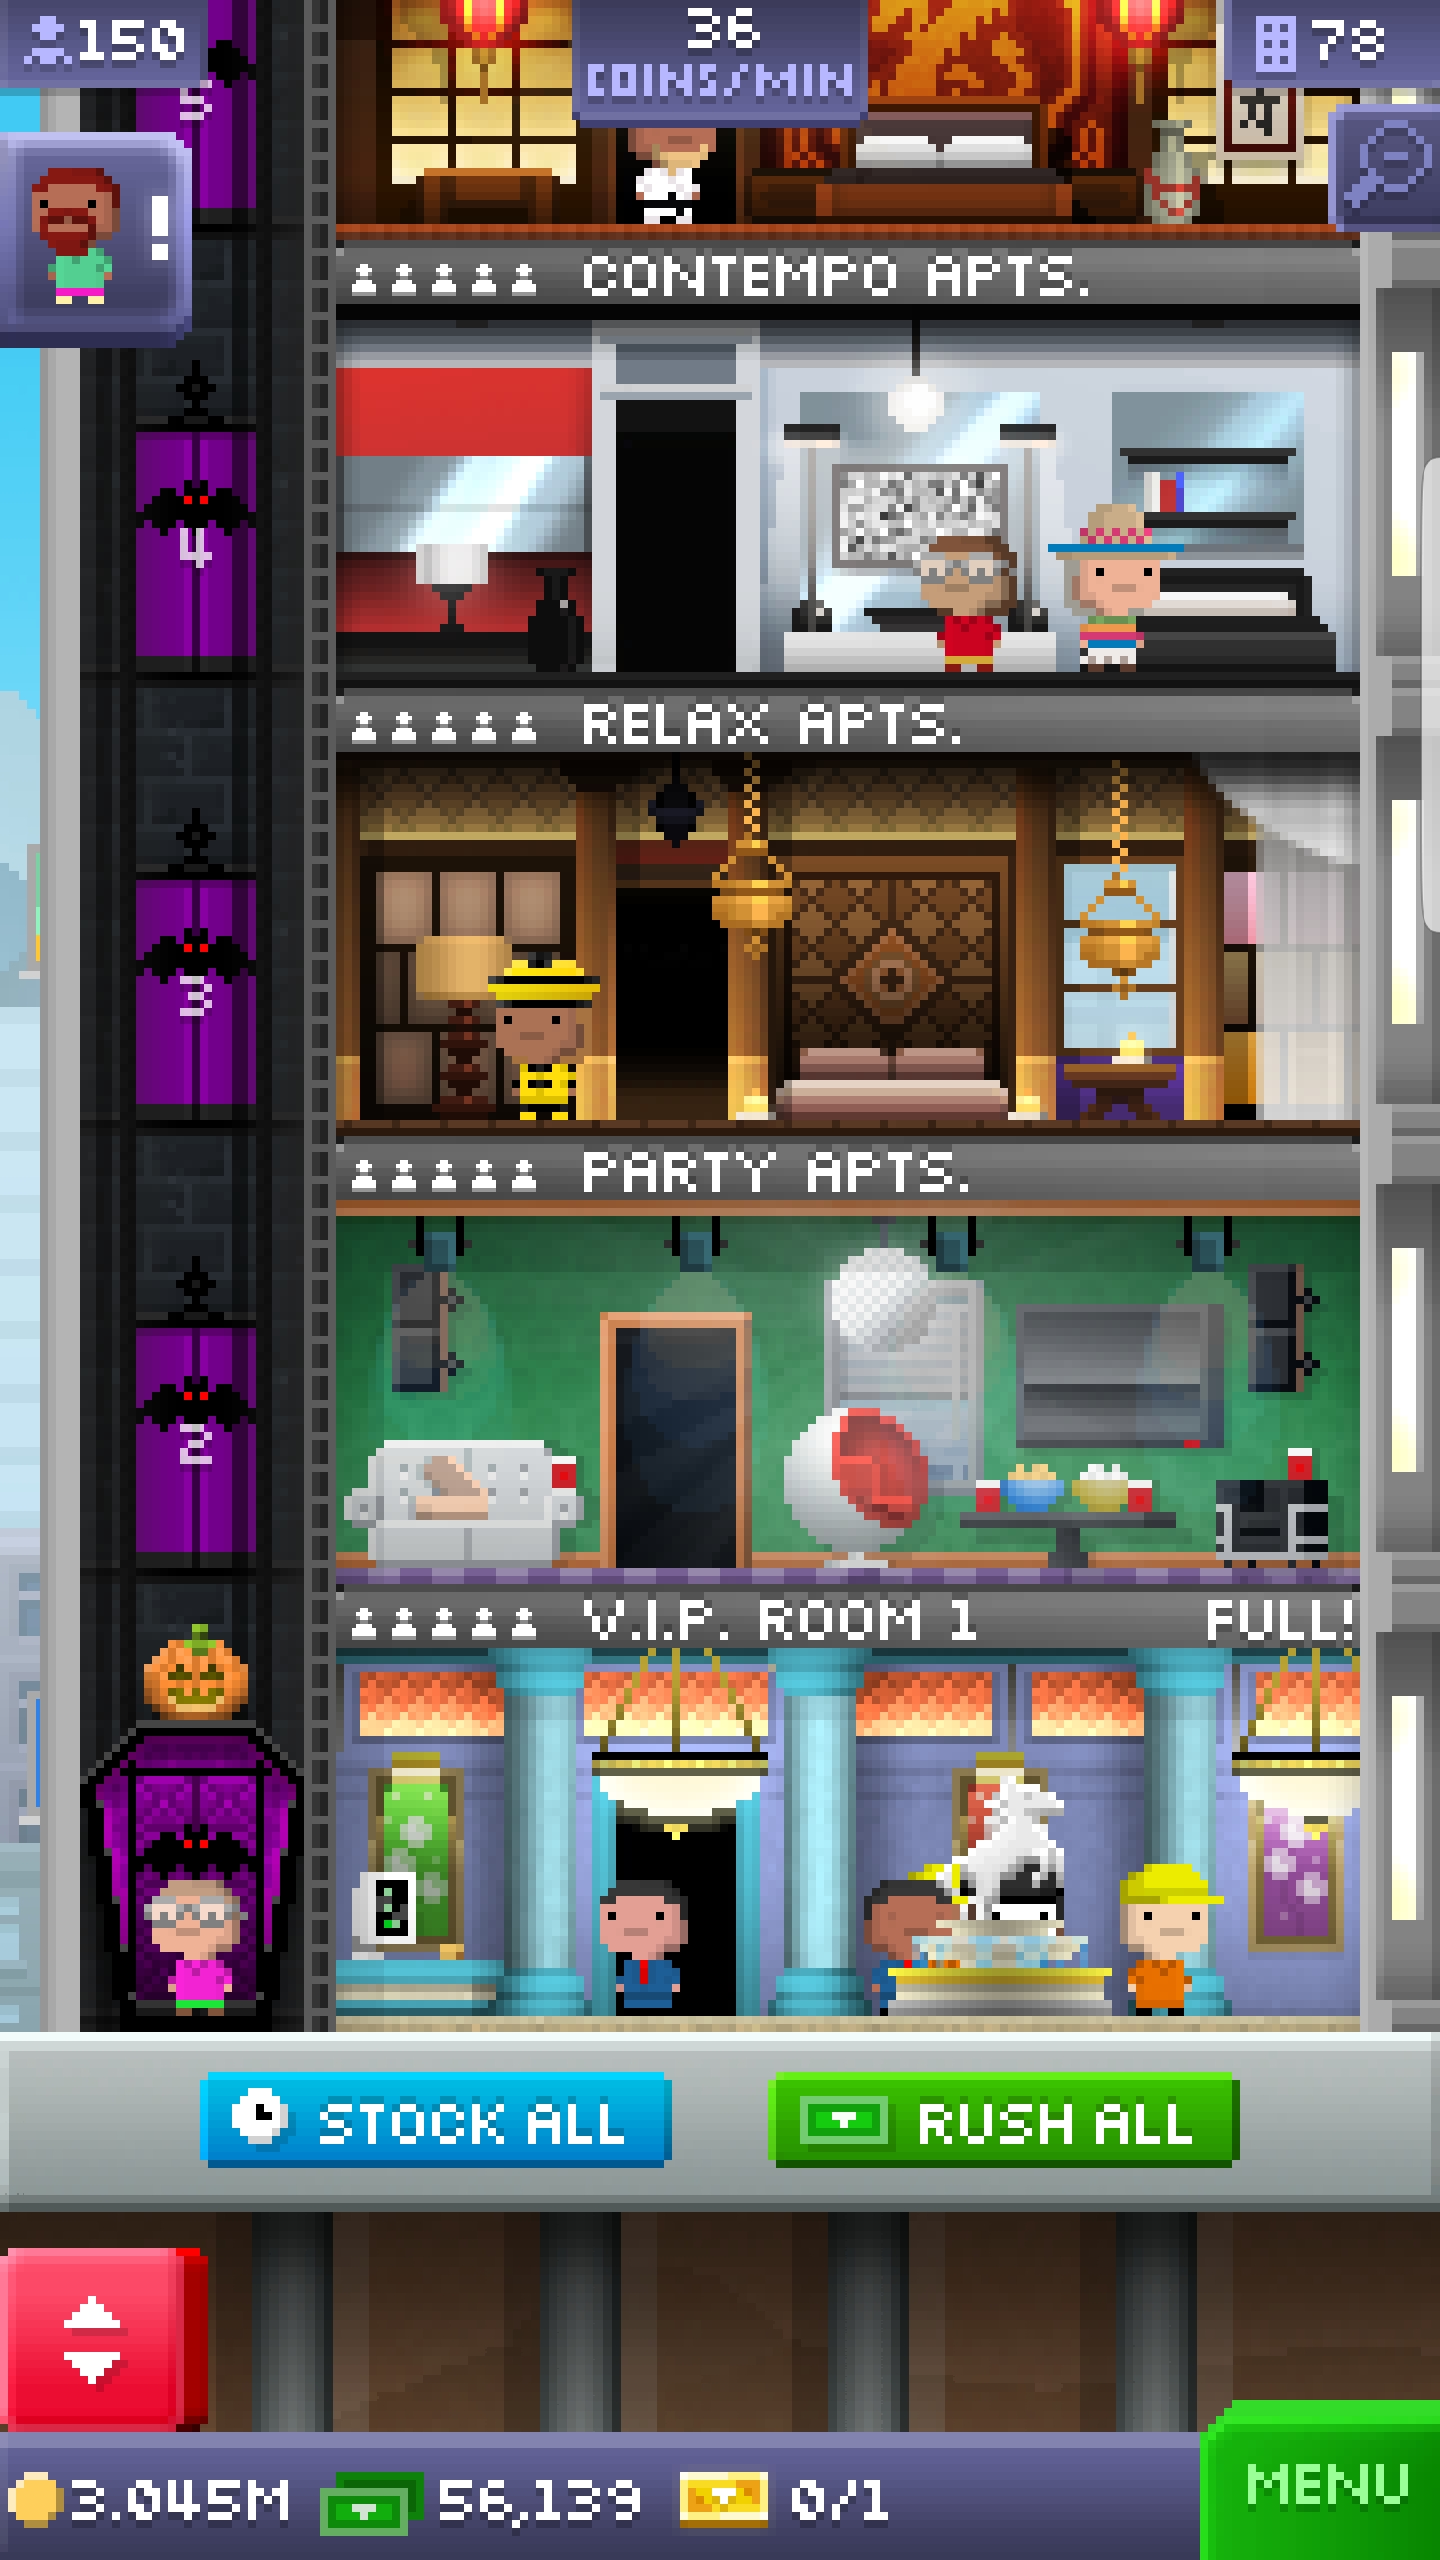 150
36
COINS/MIN
78
5
!
CONTEMPO APTS.
4
RELAX APTS.
3
PARTY APTS.
2
V.I.P. ROOM 1 FULL!
STOCK ALL
RUSH ALL
3.045M
56,139
0/1
MENU